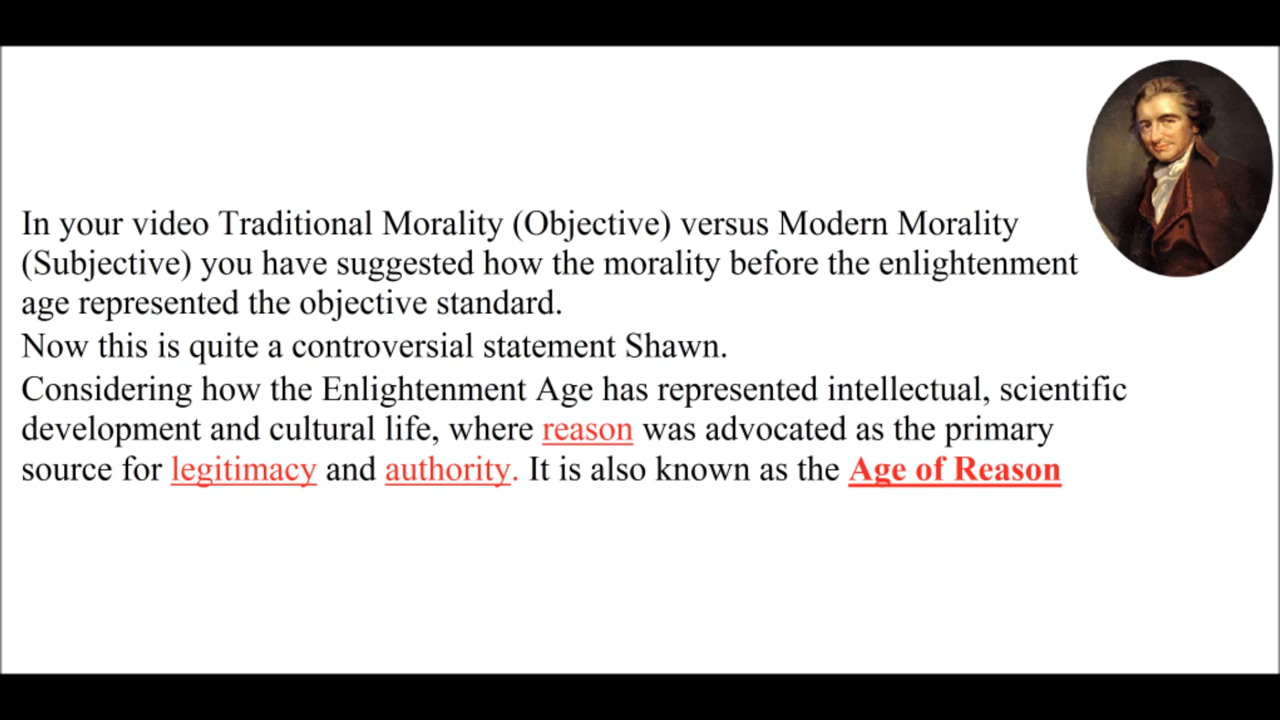 In your video Traditional Morality (Objective) versus Modern Morality
(Subjective) you have suggested how the morality before the enlightenment
age represented the objective standard.
Now this is quite a controversial statement Shawn.
Considering how the Enlightenment Age has represented intellectual, scientific
development and cultural life, where reason was advocated as the primary
source for legitimacy and authority. It is also known as the Age of Reason